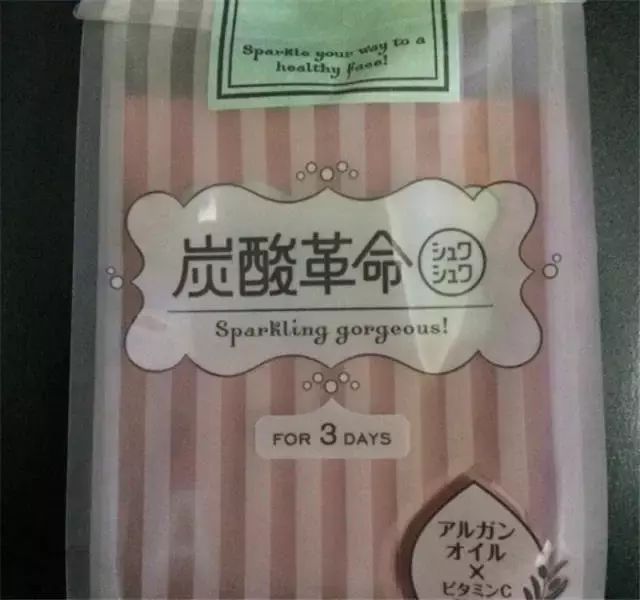 Sparkle your way to a
healthy face!
炭酸革命
シュワ
シュワ
Sparkling gorgeous!
FOR 3 DAYS
アルガン
オイル
×
ビタミンC